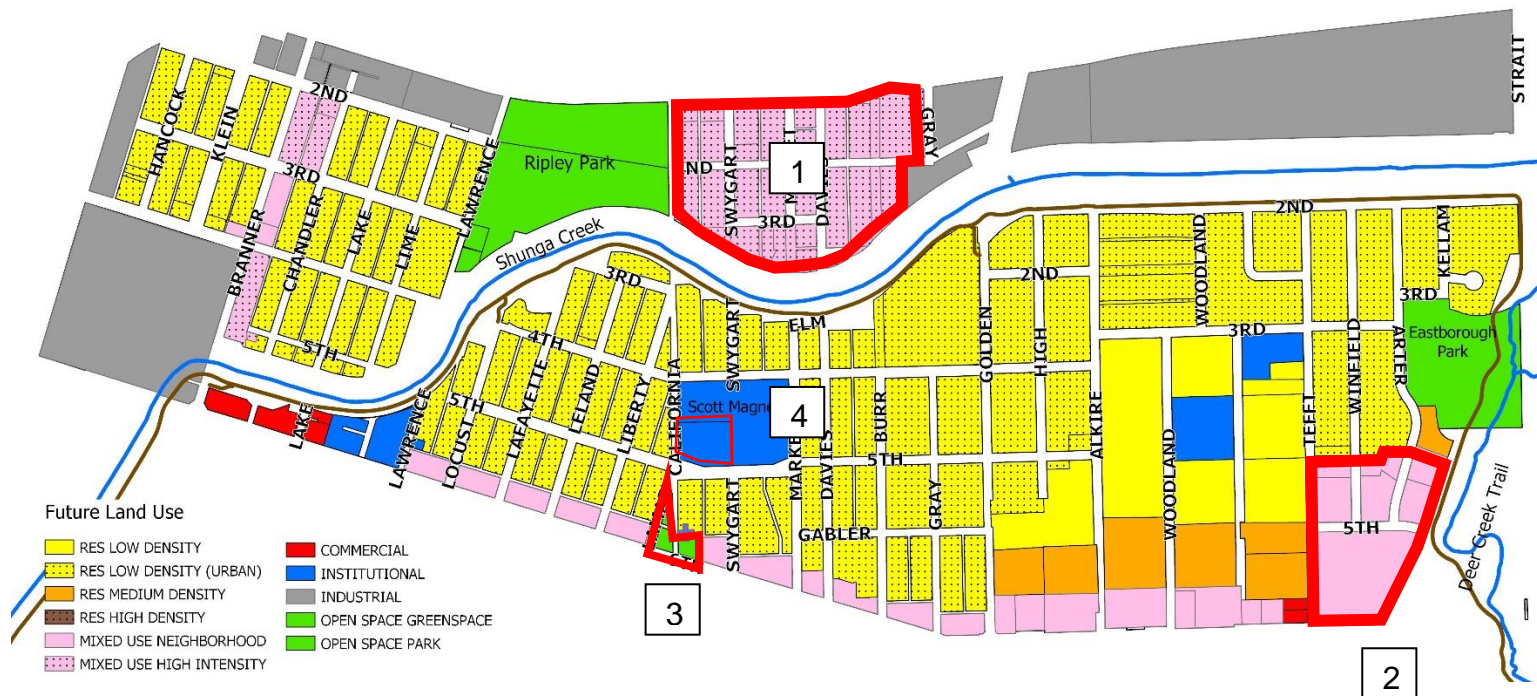 STRAIT
HANCOCK
KLEIN
2ND
3RD
BRANNER
CHANDLER
LAKE
LIME
LAWRENCE
5TH
Ripley Park
Shunga Creek
ND
SWYGART
1
3RD
GRAY
3RD
4TH
5TH
LAKE
LAWRENCE
LOCUST
LAFAYETTE
LELAND
LIBERTY
CALIFORNIA
SWYGART
ELM
Scott Magne
4
MARKE
DAVIES
BURR
5TH
GRAY
GABLER
SWYGART
GOLDEN
HIGH
2ND
ALKIRE
WOODLAND
WOODLAND
3RD
2ND
TEFFT
WINFIELD
ARTER
KELLAM
3RD
Eastborough
Park
5TH
Deer Creek Trail
3
2
Future Land Use
RES LOW DENSITY
RES LOW DENSITY (URBAN)
RES MEDIUM DENSITY
RES HIGH DENSITY
MIXED USE NEIGHBORHOOD
MIXED USE HIGH INTENSITY
COMMERCIAL
INSTITUTIONAL
INDUSTRIAL
OPEN SPACE GREENSPACE
OPEN SPACE PARK